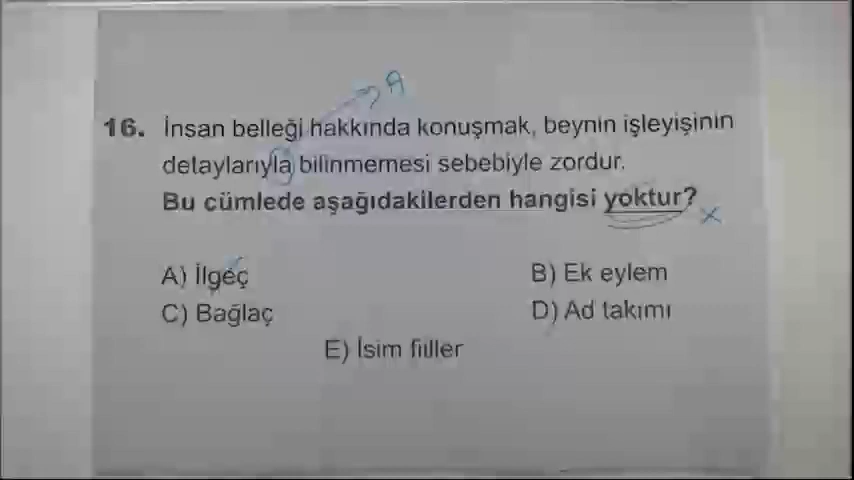 A
16. İnsan belleği hakkında konuşmak, beynin işleyişinin
detaylarıyla bilinmemesi sebebiyle zordur.
Bu cümlede aşağıdakilerden hangisi yoktur?
A) İlgeç
B) Ek eylem
C) Bağlaç
D) Ad takımı
E) İsim fiiller